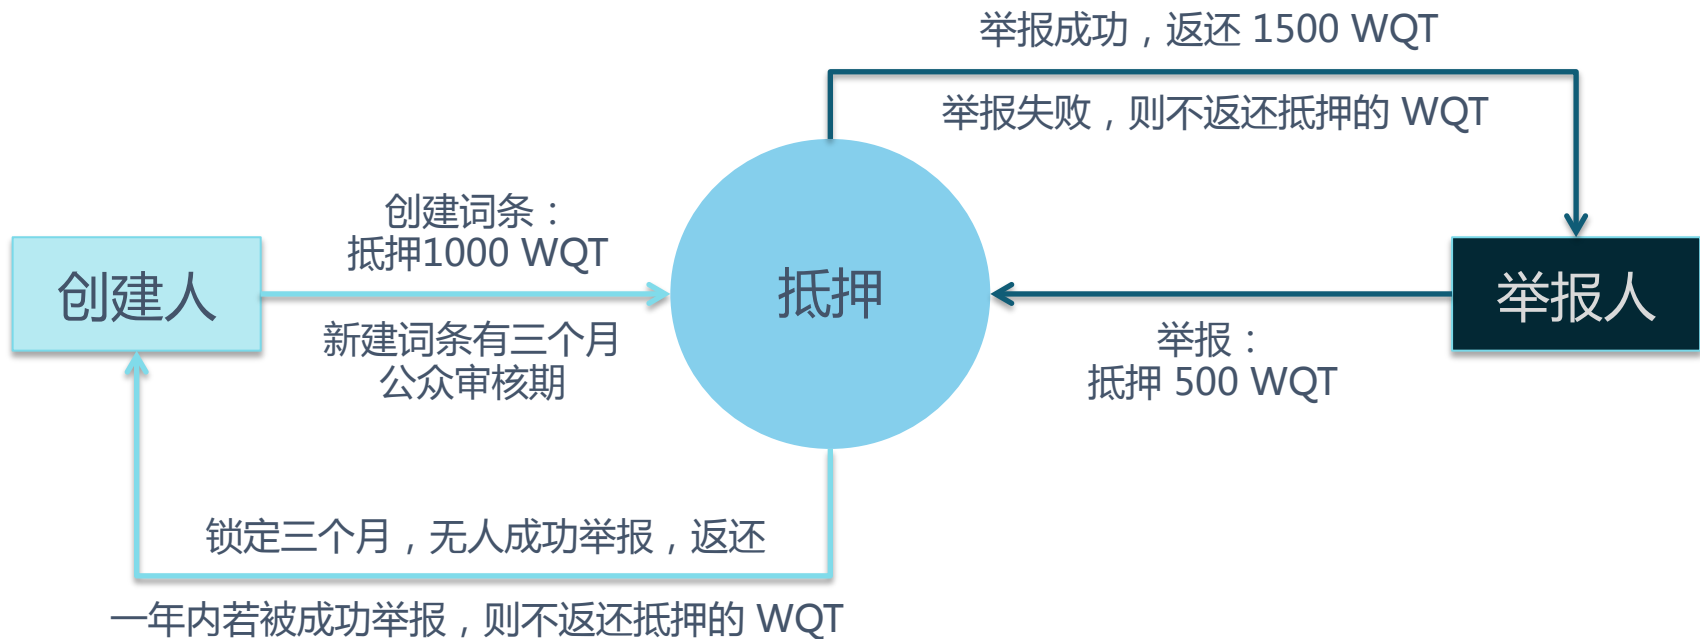 举报成功，返还 1500 WQT
举报失败，则不返还抵押的 WQT
创建词条：
抵押1000 WQT
创建人
抵押
举报人
新建词条有三个月
公众审核期
举报：
抵押 500 WQT
锁定三个月，无人成功举报，返还
一年内若被成功举报，则不返还抵押的 WQT